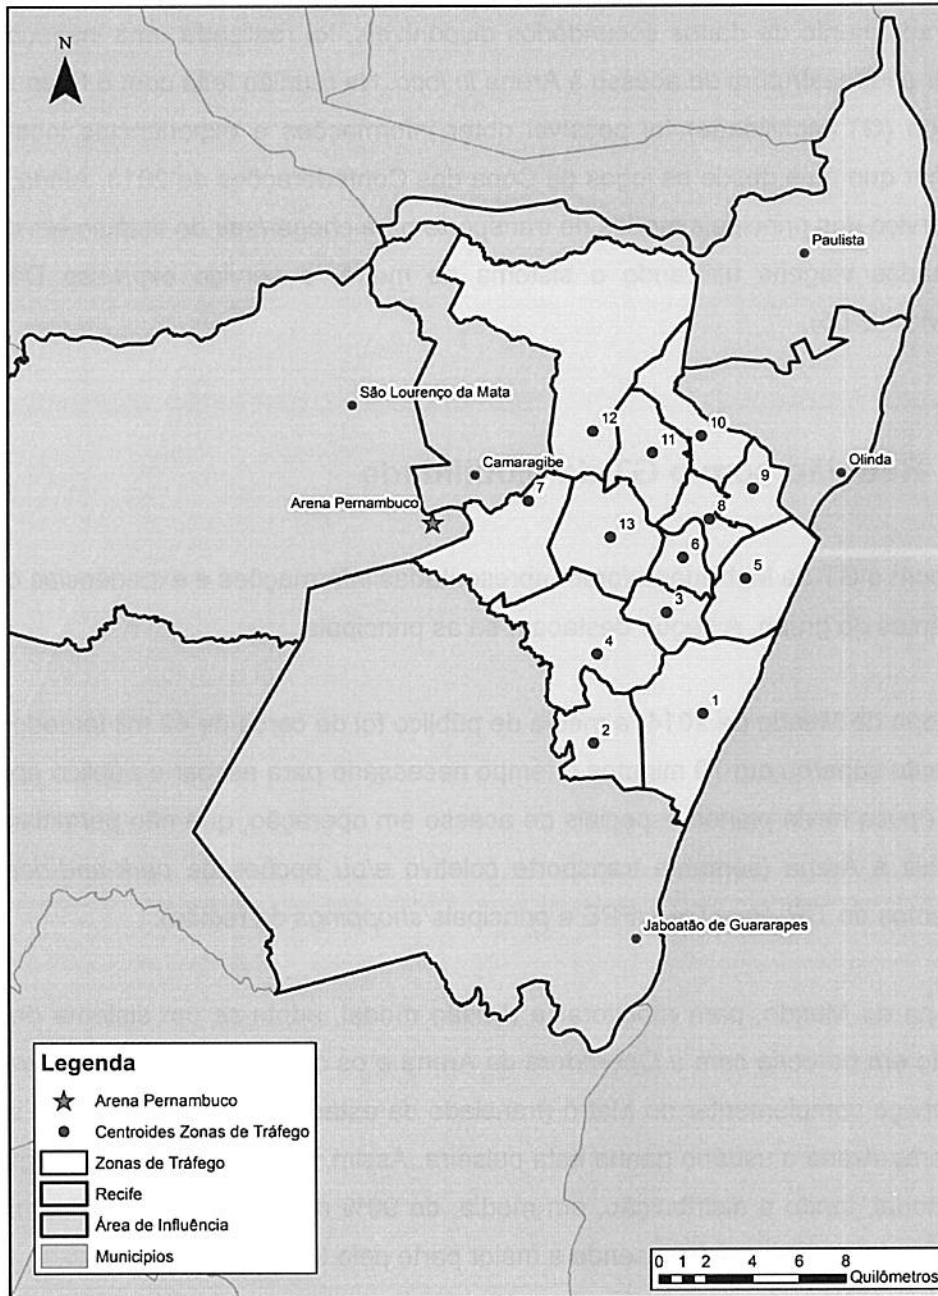 N
Paulista
São Lourenço da Mata
12
10
11
Camaragibe
Olinda
7
9
Arena Pernambuco
8
13
6
5
3
4
1
2
Jaboatão de Guararapes
Legenda
Arena Pernambuco
Centroides Zonas de Tráfego
Zonas de Tráfego
Recife
Área de Influência
Municipios
0 1 2 4 6 8
Quilômetros